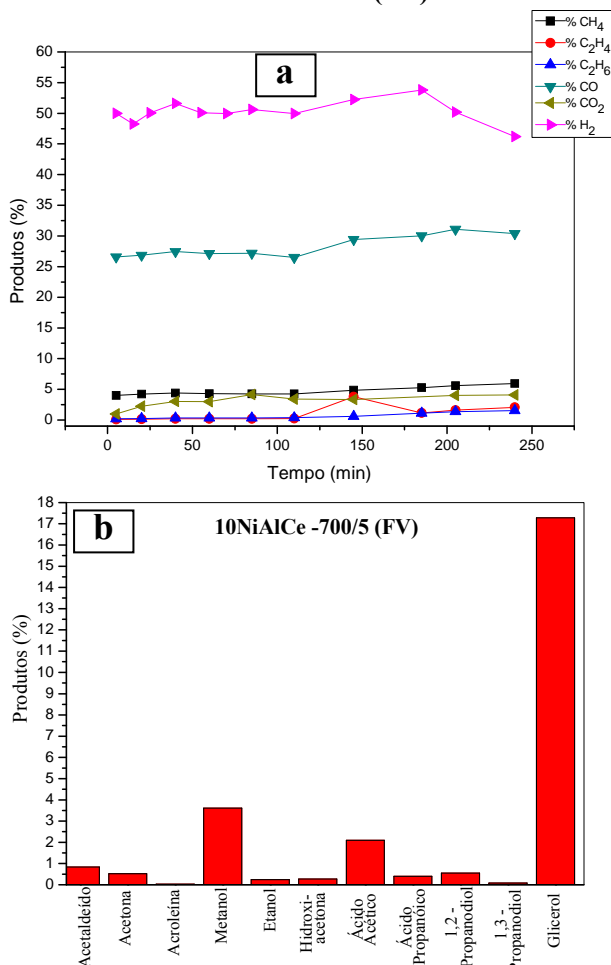 % CH4
% C2H4
% C2H6
% CO
% CO2
% H2
a
60
55
50
45
40
35
30
25
20
15
10
5
0
Produtos (%)
0 50 100 150 200 250
Tempo (min)
b
10NiAlCe -700/5 (FV)
18
17
16
15
14
13
12
11
10
9
8
7
6
5
4
3
2
1
0
Produtos (%)
Acetaldeido
Acetona
Acroleina
Metanol
Etanol
Hidroxi-
acetona
Ácido
Acético
Ácido
Propanóico
1,2 -
Propanodiol
1,3 -
Propanodiol
Glicerol